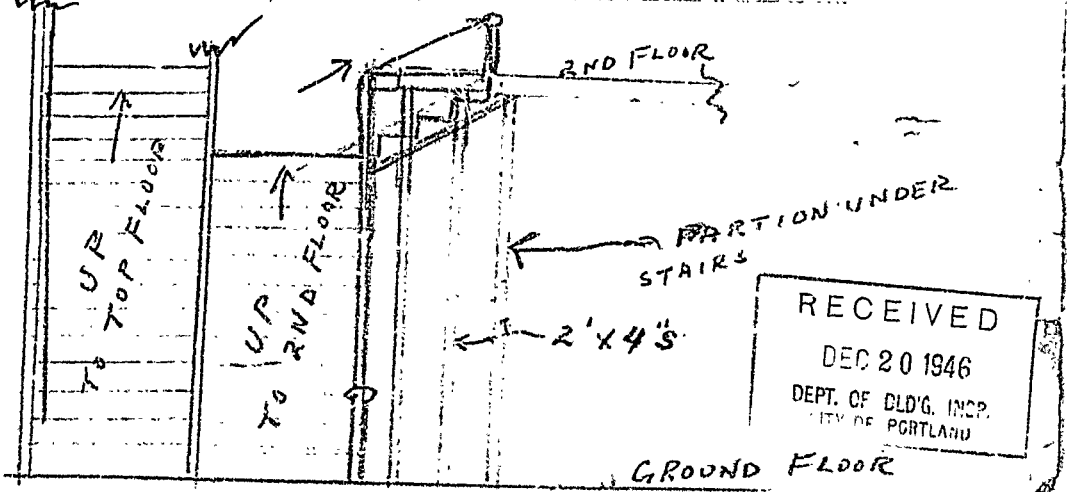 2ND FLOOR
UP
TO TOP FLOOR
UP
TO 2ND FLOOR
PARTION UNDER
STAIRS
2'X4"S
RECEIVED
DEC 20 1946
DEPT. OF BLD'G. INSP.
CITY OF PORTLAND
GROUND FLOOR